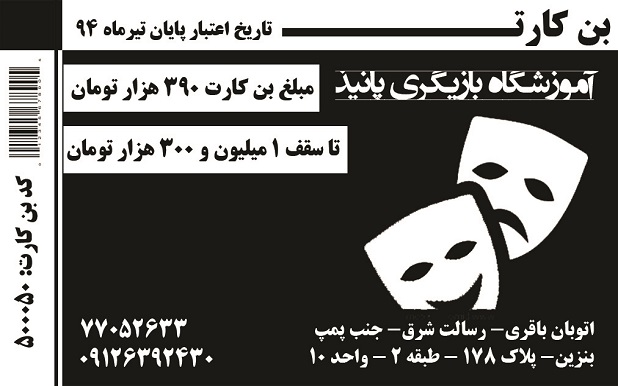 بن کارتــــــــ تاریخ اعتبار پایان تیرماه ۹۴
آموزشگاه بازیگری پانیذ
مبلغ بن کارت ۳۹۰ هزار تومان
تا سقف ۱ میلیون و ۳۰۰ هزار تومان
اتوبان باقری- رسالت شرق- جنب پمپ
بنزین- پلاک ۱۷۸ - طبقه ۲ - واحد ۱۰
۷۷۰۵۲۶۳۳
۰۹۱۲۶۳۹۲۴۳۰
کد بن کارت: ۵۰۰۰۵۰